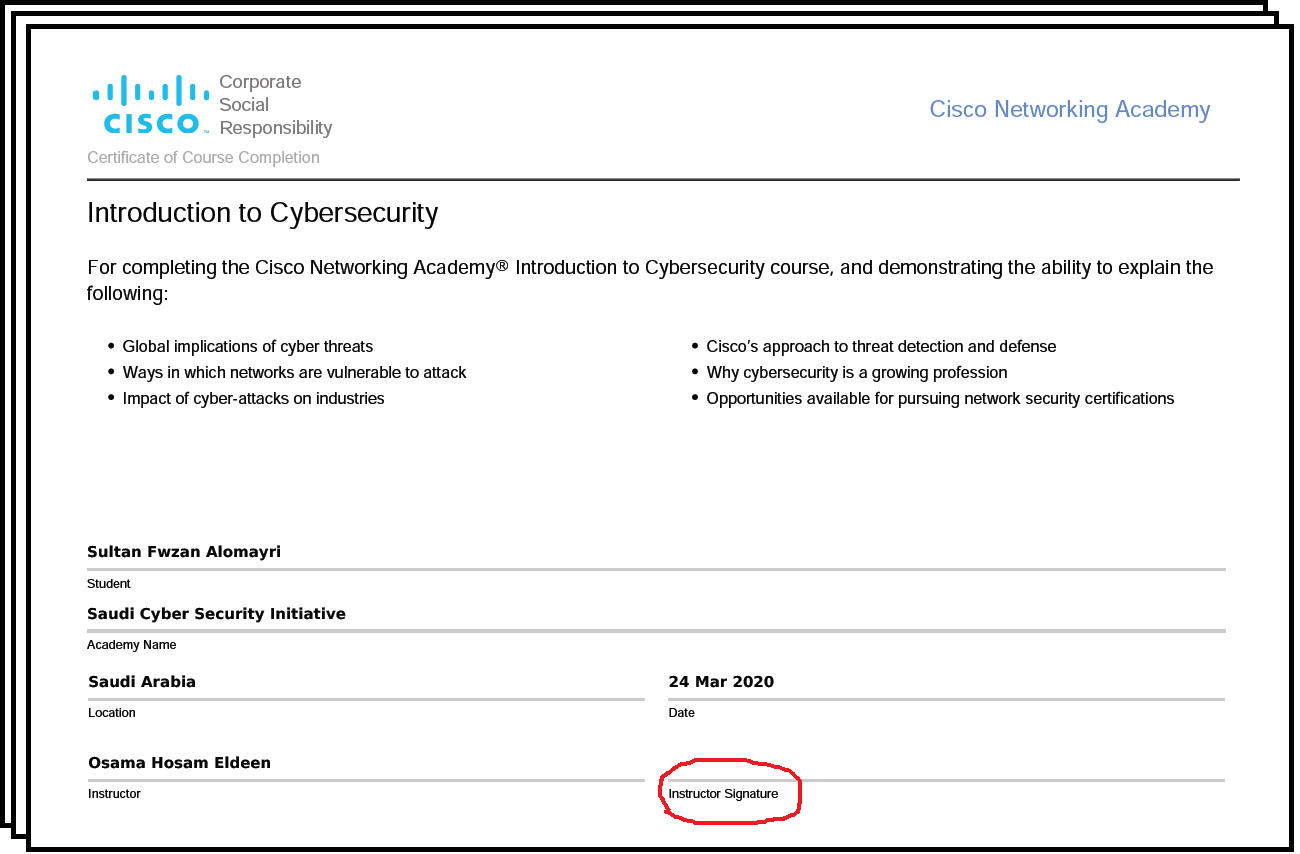 Corporate
Social
Responsibility
CISCO™
Cisco Networking Academy
Certificate of Course Completion
Introduction to Cybersecurity
For completing the Cisco Networking Academy® Introduction to Cybersecurity course, and demonstrating the ability to explain the
following:
• Global implications of cyber threats
• Ways in which networks are vulnerable to attack
• Impact of cyber-attacks on industries
• Cisco's approach to threat detection and defense
• Why cybersecurity is a growing profession
• Opportunities available for pursuing network security certifications
Sultan Fwzan Alomayri
Student
Saudi Cyber Security Initiative
Academy Name
Saudi Arabia
Location
24 Mar 2020
Date
Osama Hosam Eldeen
Instructor
Instructor Signature